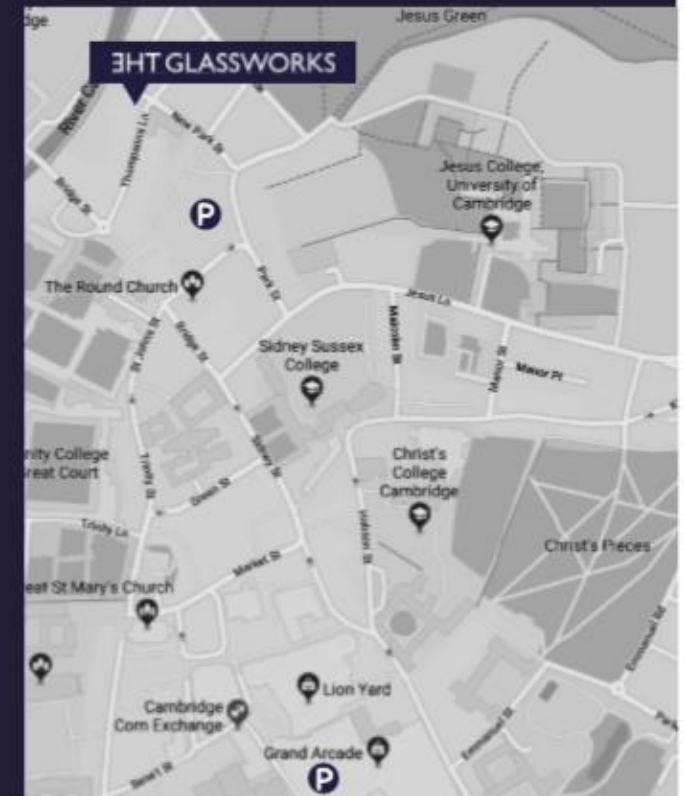 dge
Jesus Green
ƎHT GLASSWORKS
River C
New Park St
Thompsons Ln
Bridge St
Jesus College,
University of
Cambridge
P
The Round Church
Park St
Jesus Ln
St Johns St
Bridge St
Malcolm St
Sidney Sussex
College
Manor St
Manor Pl
nity College
reat Court
Christ's
College
Cambridge
Trinity St
Sidney St
Green St
Hobson St
Trinity Ln
Christ's Pieces
Market St
eat St Mary's Church
Emmanuel Rd
Lion Yard
Cambridge
Corn Exchange
Emmanuel St
Park
Grand Arcade
Bene't St
P